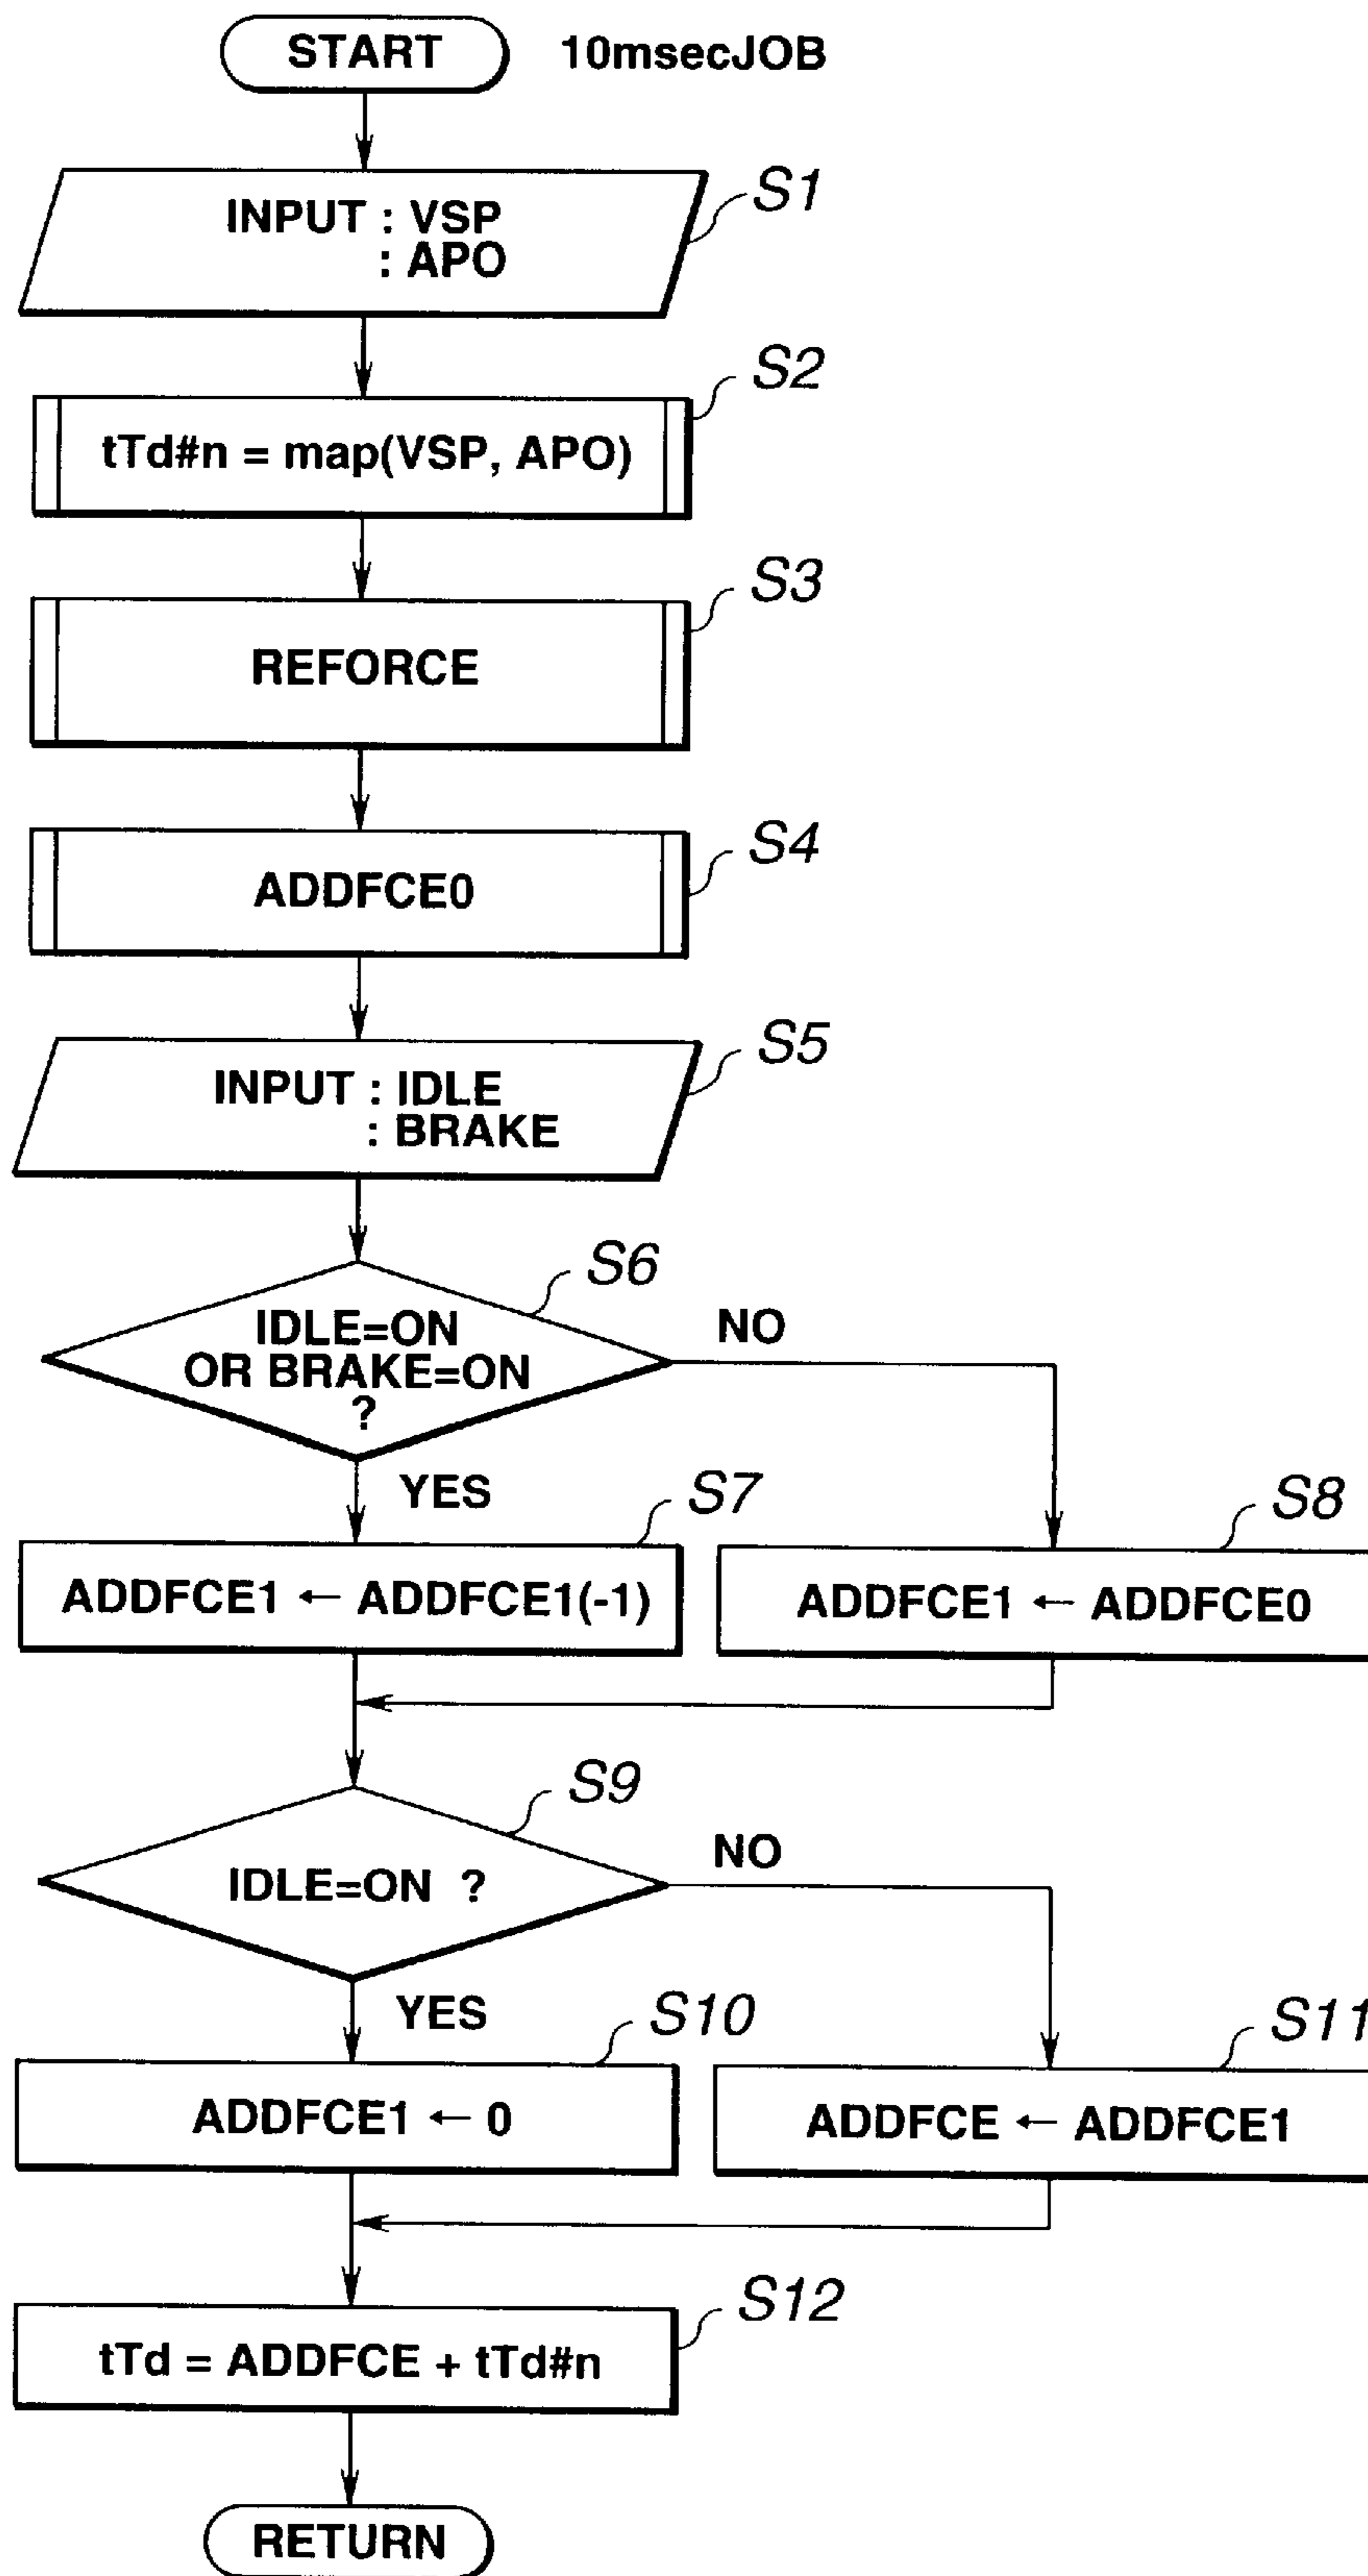 START
10msecJOB
INPUT : VSP
: APO
S1
tTd#n = map(VSP, APO)
S2
REFORCE
S3
ADDFCE0
S4
INPUT : IDLE
: BRAKE
S5
IDLE=ON
OR BRAKE=ON
?
S6
NO
YES
ADDFCE1 ← ADDFCE1(-1)
S7
ADDFCE1 ← ADDFCE0
S8
IDLE=ON ?
S9
NO
YES
ADDFCE1 ← 0
S10
ADDFCE ← ADDFCE1
S11
tTd = ADDFCE + tTd#n
S12
RETURN